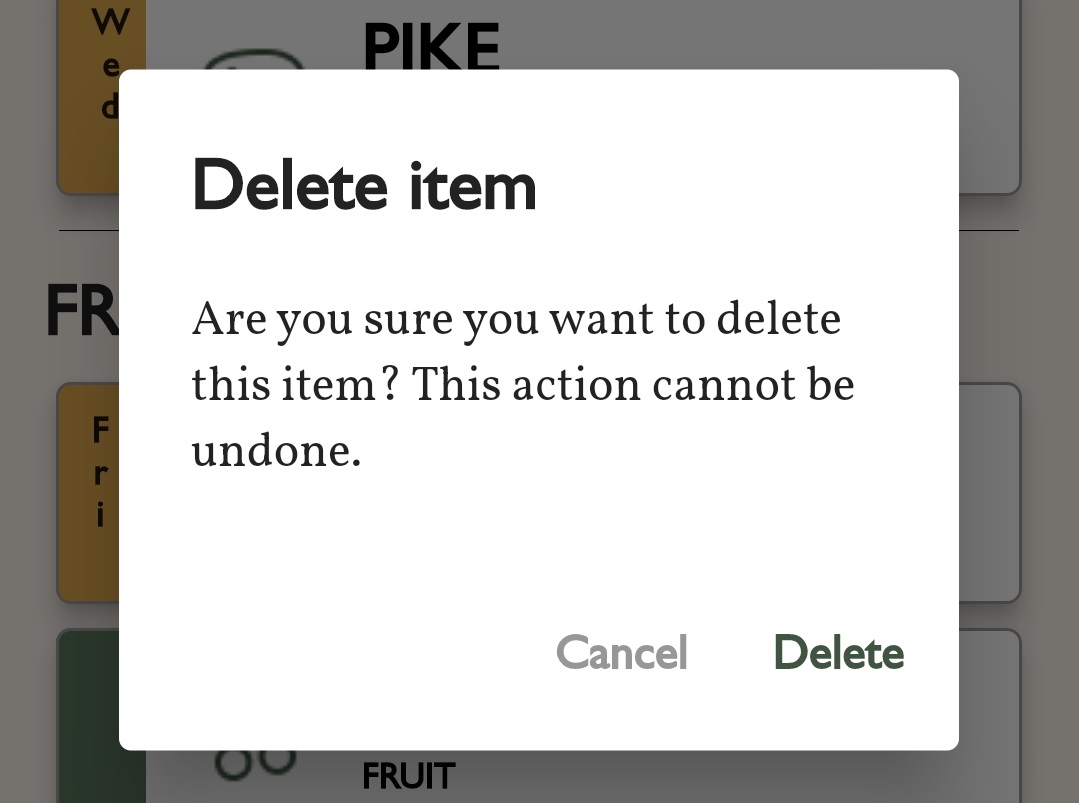 W
e
d
PIKE
Delete item
FR
Are you sure you want to delete
this item? This action cannot be
undone.
F
r
i
Cancel
Delete
FRUIT